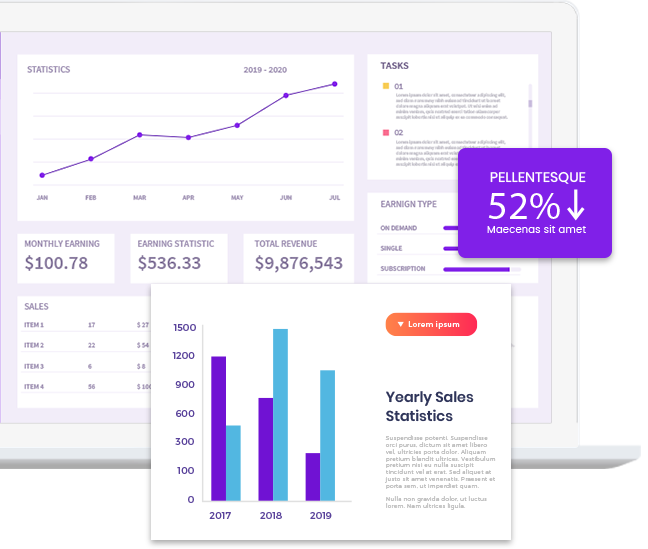 STATISTICS
2019 - 2020
JAN FEB MAR APR MAY JUN JUL
TASKS
01
02
PELLENTESQUE
52%↓
Maecenas sit amet
EARNIGN TYPE
ON DEMAND
SINGLE
SUBSCRIPTION
MONTHLY EARNING
$100.78
EARNING STATISTIC
$536.33
TOTAL REVENUE
$9,876,543
SALES
ITEM 1 17 $ 27
ITEM 2 22 $ 54
ITEM 3 6 $ 8
ITEM 4 56 $ 100
1500
1200
900
600
300
100
0
2017 2018 2019
Lorem ipsum
Yearly Sales
Statistics
Suspendisse potenti. Suspendisse
orci purus, dictum sit amet libero
vel, ultricies porta dolor. Aliquam
pretium blandit ultrices. Vestibulum
pretium nisi eu nulla suscipit
tincidunt vel at erat. Sed aliquet at
justo sit amet venenatis. Praesent et
porta sem, ut imperdiet quam.
Nulla non gravida dolor, ut luctus
lorem. Nam ultrices ligula.